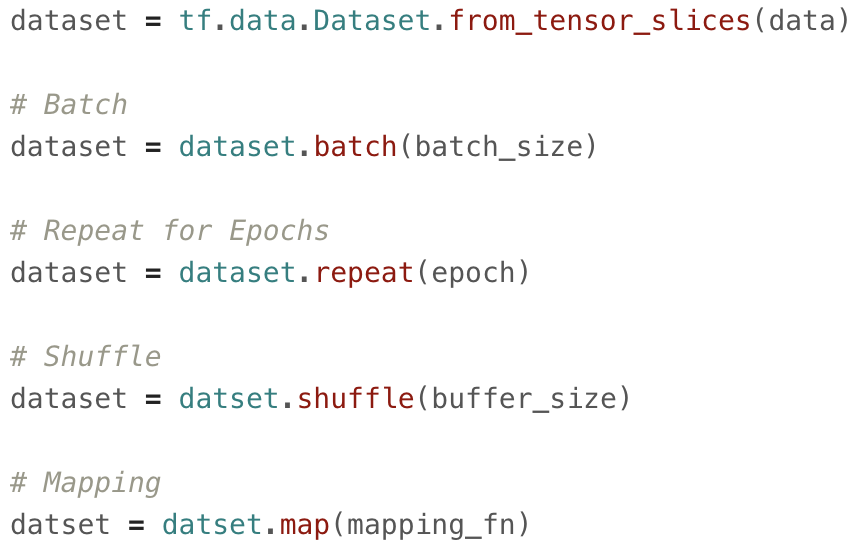 dataset = tf.data.Dataset.from_tensor_slices(data)
# Batch
dataset = dataset.batch(batch_size)
# Repeat for Epochs
dataset = dataset.repeat(epoch)
# Shuffle
dataset = datset.shuffle(buffer_size)
# Mapping
datset = datset.map(mapping_fn)